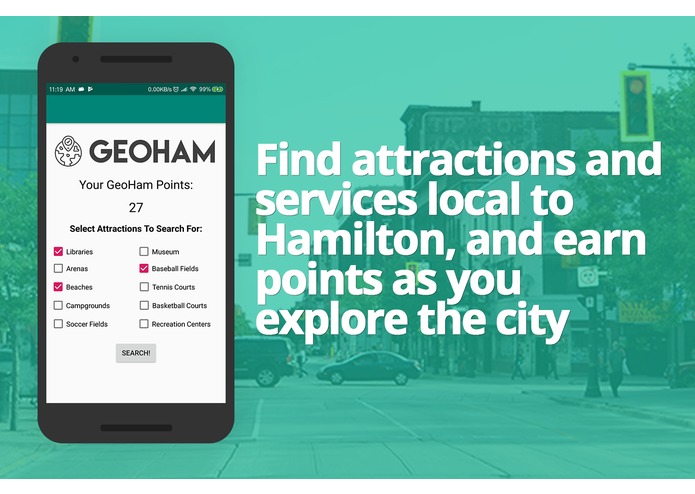 11:19 AM
0.00KB/s 99%
GEOHAM
Your GeoHam Points:
27
Select Attractions To Search For:
Libraries
Museum
Arenas
Baseball Fields
Beaches
Tennis Courts
Campgrounds
Basketball Courts
Soccer Fields
Recreation Centers
SEARCH!
Find attractions and
services local to
Hamilton, and earn
points as you
explore the city